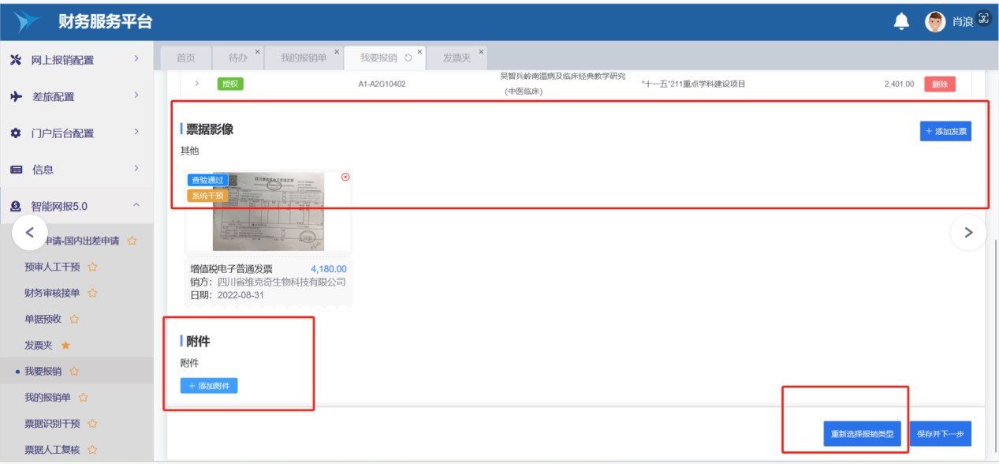 财务服务平台
肖浪
网上报销配置
差旅配置
门户后台配置
信息
智能网报5.0
申请-国内出差申请
预审人工干预
财务审核接单
单据预收
发票夹
我要报销
我的报销单
票据识别干预
票据人工复核
首页
待办
我的报销单
我要报销
发票夹
授权
A1-A2G10402
吴智兵岭南温病及临床经典教学研究
(中医临床)
"十一五"211重点学科建设项目
2,401.00
删除
票据影像
+ 添加发票
其他
查验通过
系统干预
增值税电子普通发票
4,180.00
销方：四川省维克奇生物科技有限公司
日期：2022-08-31
附件
附件
+ 添加附件
重新选择报销类型
保存并下一步